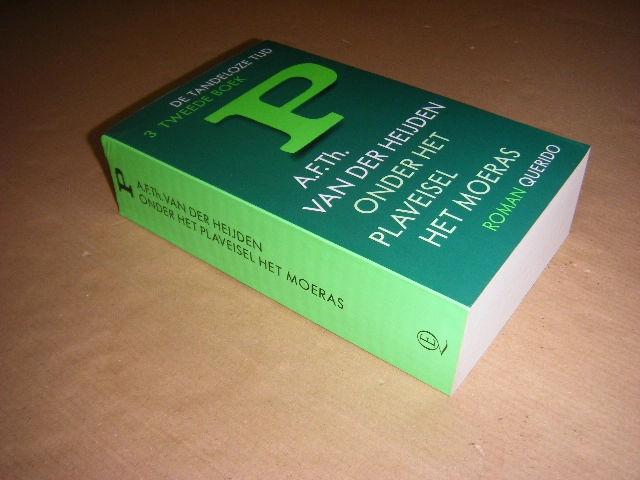 DE TANDELOZE TIJD
3 TWEEDE BOEK
P
A.F.Th.
VAN DER HEIJDEN
ONDER HET
PLAVEISEL
HET MOERAS
ROMAN QUERIDO
P
A.F.Th. VAN DER HEIJDEN
ONDER HET PLAVEISEL HET MOERAS